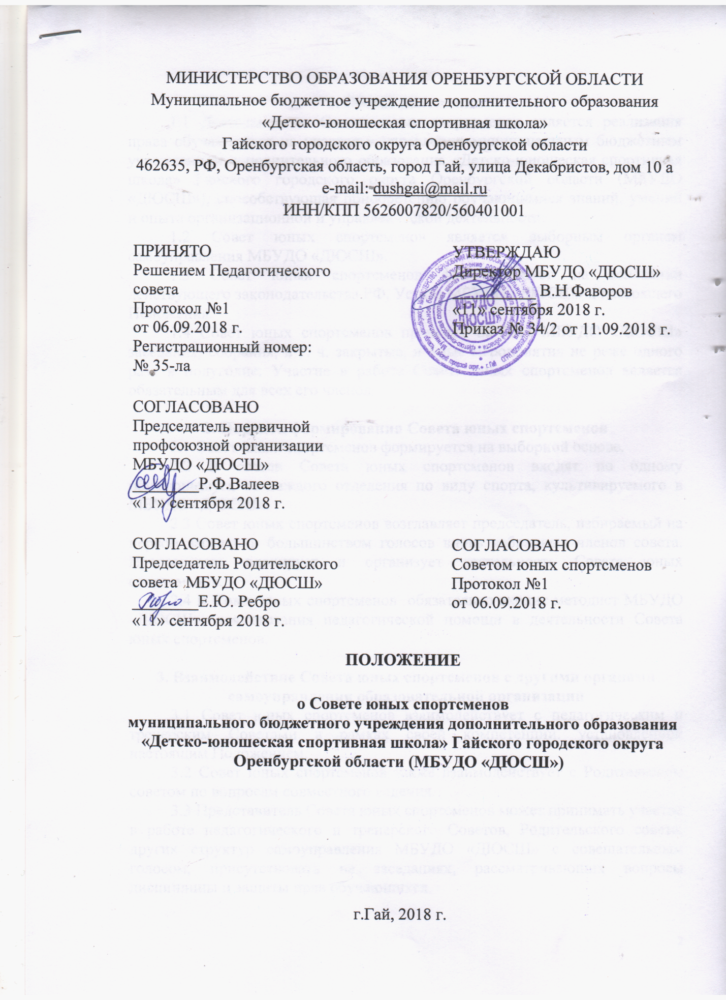 МИНИСТЕРСТВО ОБРАЗОВАНИЯ ОРЕНБУРГСКОЙ ОБЛАСТИ
Муниципальное бюджетное учреждение дополнительного образования
«Детско-юношеская спортивная школа»
Гайского городского округа Оренбургской области
462635, РФ, Оренбургская область, город Гай, улица Декабристов, дом 10 а
e-mail: dushgai@mail.ru
ИНН/КПП 5626007820/560401001
ПРИНЯТО
Решением Педагогического
совета
Протокол №1
от 06.09.2018 г.
Регистрационный номер:
№ 35-ла
УТВЕРЖДАЮ
Директор МБУДО «ДЮСШ»
В.Н.Фаворов
«11» сентября 2018 г.
Приказ № 34/2 от 11.09.2018 г.
МБУДО
«ДЮСШ»
СОГЛАСОВАНО
Председатель первичной
профсоюзной организации
МБУДО «ДЮСШ»
________Р.Ф.Валеев
«11» сентября 2018 г.
СОГЛАСОВАНО
Председатель Родительского
совета МБУДО «ДЮСШ»
________Е.Ю. Ребро
«11» сентября 2018 г.
СОГЛАСОВАНО
Советом юных спортсменов
Протокол №1
от 06.09.2018 г.
ПОЛОЖЕНИЕ
о Совете юных спортсменов
муниципального бюджетного учреждения дополнительного образования
«Детско-юношеская спортивная школа» Гайского городского округа
Оренбургской области (МБУДО «ДЮСШ»)
г.Гай, 2018 г.